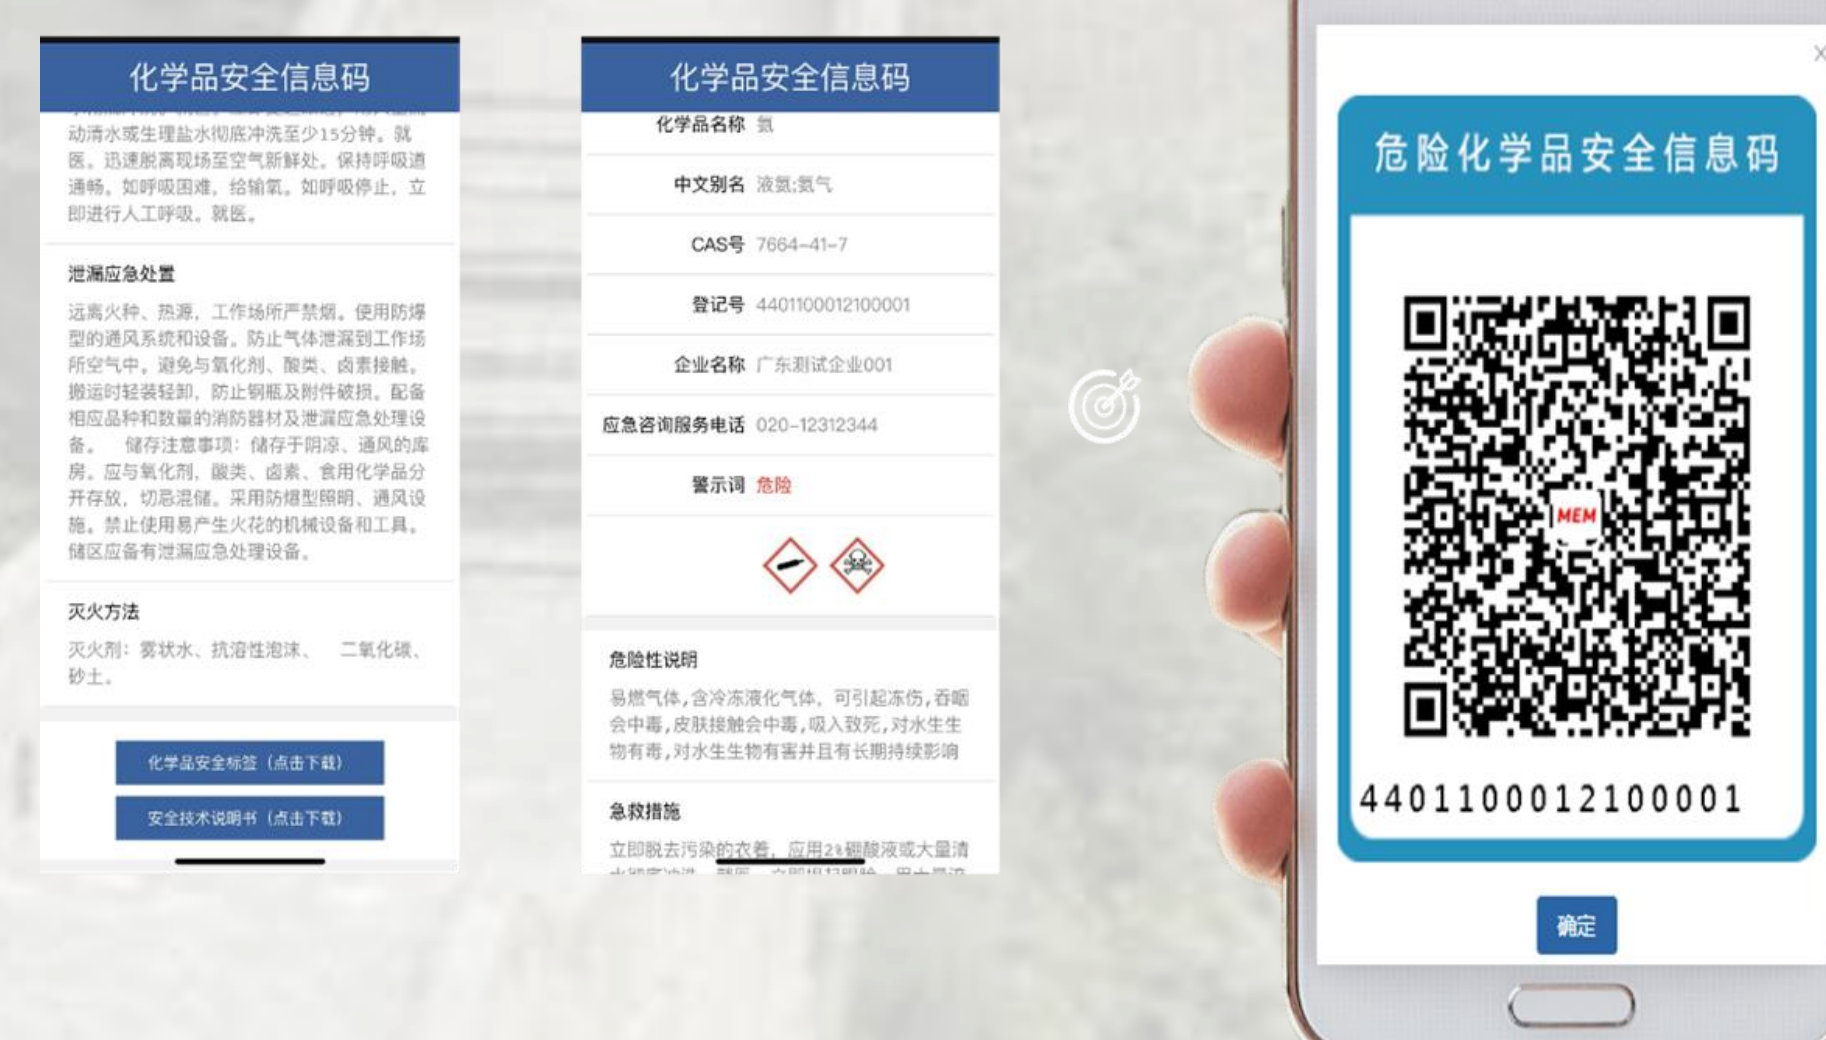 化学品安全信息码
动清水或生理盐水彻底冲洗至少15分钟。就
医。迅速脱离现场至空气新鲜处。保持呼吸道
通畅。如呼吸困难，给输氧。如呼吸停止，立
即进行人工呼吸。就医。
泄漏应急处置
远离火种、热源，工作场所严禁烟。使用防爆
型的通风系统和设备。防止气体泄漏到工作场
所空气中。避免与氧化剂、酸类、卤素接触。
搬运时轻装轻卸，防止钢瓶及附件破损。配备
相应品种和数量的消防器材及泄漏应急处理设
备。 储存注意事项：储存于阴凉、通风的库
房。应与氧化剂，酸类、卤素、食用化学品分
开存放，切忌混储。采用防爆型照明、通风设
施。禁止使用易产生火花的机械设备和工具。
储区应备有泄漏应急处理设备。
灭火方法
灭火剂：雾状水、抗溶性泡沫、 二氧化碳、
砂土。
化学品安全标签（点击下载）
安全技术说明书（点击下载）
化学品安全信息码
化学品名称 氨
中文别名 液氨;氨气
CAS号 7664-41-7
登记号 4401100012100001
企业名称 广东测试企业001
应急咨询服务电话 020-12312344
警示词 危险
危险性说明
易燃气体,含冷冻液化气体，可引起冻伤,吞咽
会中毒,皮肤接触会中毒,吸入致死,对水生生
物有毒,对水生生物有害并且有长期持续影响
急救措施
立即脱去污染的衣着，应用2%硼酸液或大量清
X
危险化学品安全信息码
MEM
4401100012100001
确定